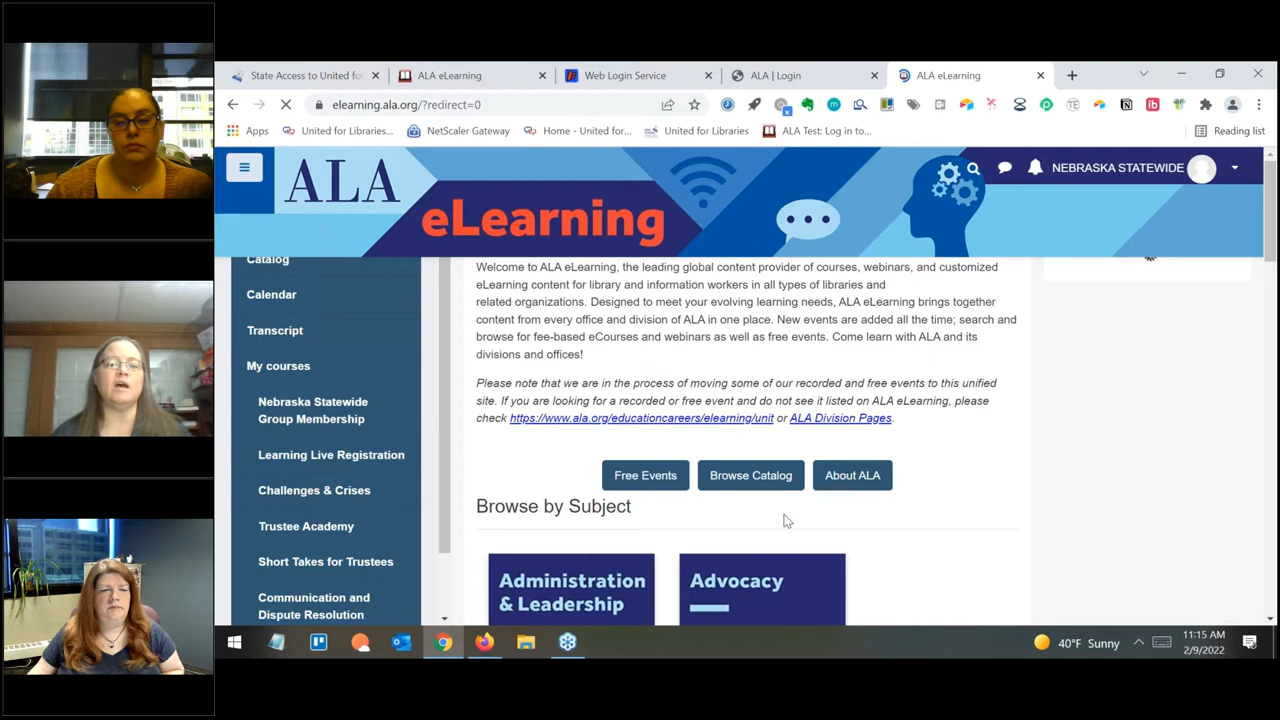 State Access to United fo
ALA eLearning
Web Login Service
ALA | Login
ALA eLearning
elearning.ala.org/?redirect=0
Apps
United for Libraries...
NetScaler Gateway
Home - United for...
United for Libraries
ALA Test: Log in to...
Reading list
ALA
eLearning
NEBRASKA STATEWIDE
Catalog
Calendar
Transcript
My courses
Nebraska Statewide
Group Membership
Learning Live Registration
Challenges & Crises
Trustee Academy
Short Takes for Trustees
Communication and
Dispute Resolution
Welcome to ALA eLearning, the leading global content provider of courses, webinars, and customized
eLearning content for library and information workers in all types of libraries and
related organizations. Designed to meet your evolving learning needs, ALA eLearning brings together
content from every office and division of ALA in one place. New events are added all the time; search and
browse for fee-based eCourses and webinars as well as free events. Come learn with ALA and its
divisions and offices!
Please note that we are in the process of moving some of our recorded and free events to this unified
site. If you are looking for a recorded or free event and do not see it listed on ALA eLearning, please
check https://www.ala.org/educationcareers/elearning/unit or ALA Division Pages.
Free Events
Browse Catalog
About ALA
Browse by Subject
Administration
& Leadership
Advocacy
40°F Sunny
11:15 AM
2/9/2022